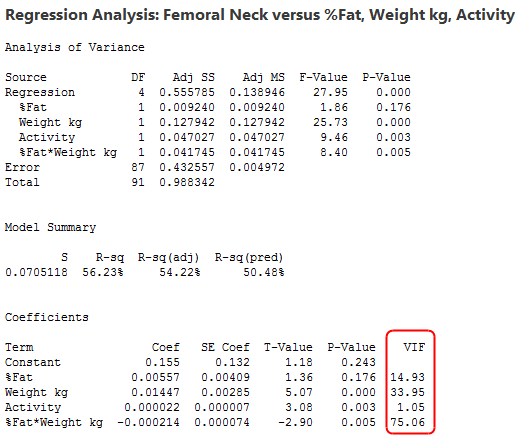 Regression Analysis: Femoral Neck versus %Fat, Weight kg, Activity
Analysis of Variance
Source DF Adj SS Adj MS F-Value P-Value
Regression 4 0.555785 0.138946 27.95 0.000
%Fat 1 0.009240 0.009240 1.86 0.176
Weight kg 1 0.127942 0.127942 25.73 0.000
Activity 1 0.047027 0.047027 9.46 0.003
%Fat*Weight kg 1 0.041745 0.041745 8.40 0.005
Error 87 0.432557 0.004972
Total 91 0.988342
Model Summary
S R-sq R-sq(adj) R-sq(pred)
0.0705118 56.23% 54.22% 50.48%
Coefficients
Term Coef SE Coef T-Value P-Value VIF
Constant 0.155 0.132 1.18 0.243
%Fat 0.00557 0.00409 1.36 0.176 14.93
Weight kg 0.01447 0.00285 5.07 0.000 33.95
Activity 0.000022 0.000007 3.08 0.003 1.05
%Fat*Weight kg -0.000214 0.000074 -2.90 0.005 75.06